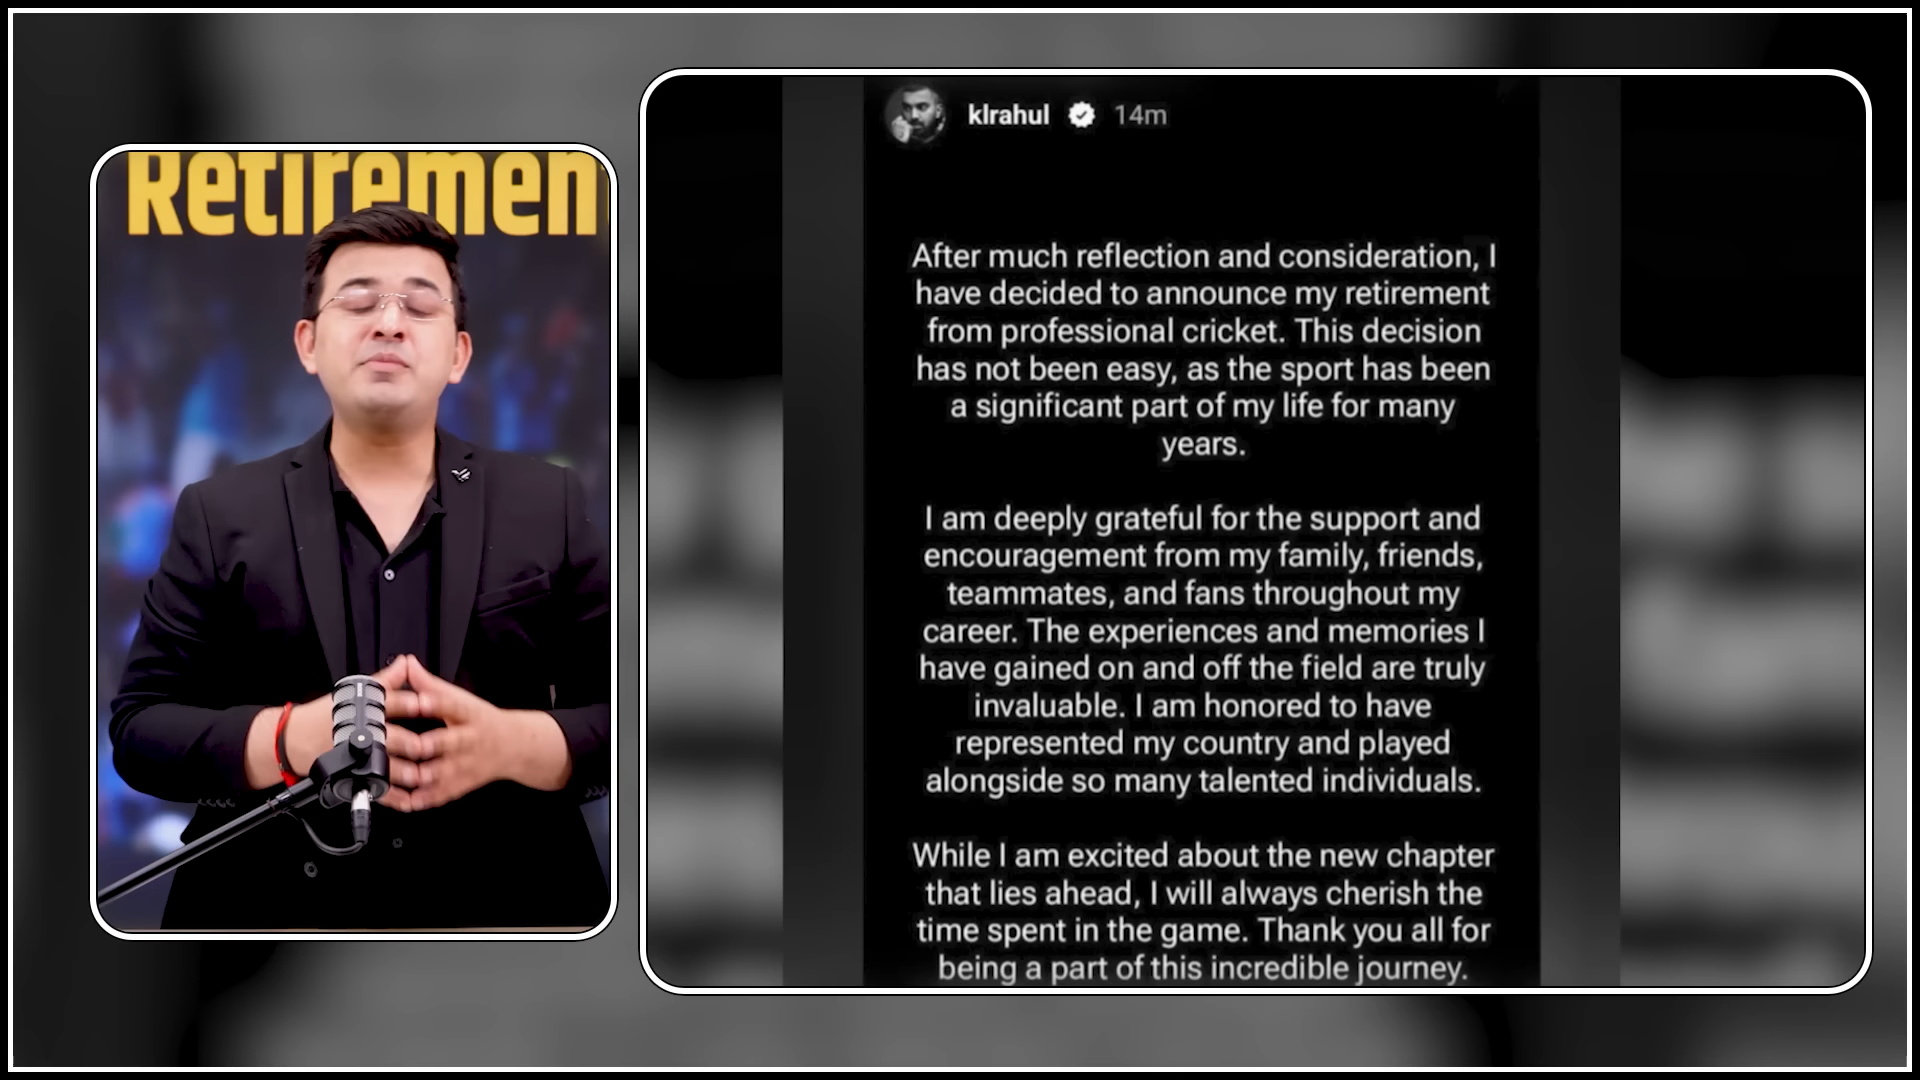 Retiremen
klrahul 14m
After much reflection and consideration, I
have decided to announce my retirement
from professional cricket. This decision
has not been easy, as the sport has been
a significant part of my life for many
years.
I am deeply grateful for the support and
encouragement from my family, friends,
teammates, and fans throughout my
career. The experiences and memories I
have gained on and off the field are truly
invaluable. I am honored to have
represented my country and played
alongside so many talented individuals.
While I am excited about the new chapter
that lies ahead, I will always cherish the
time spent in the game. Thank you all for
being a part of this incredible journey.